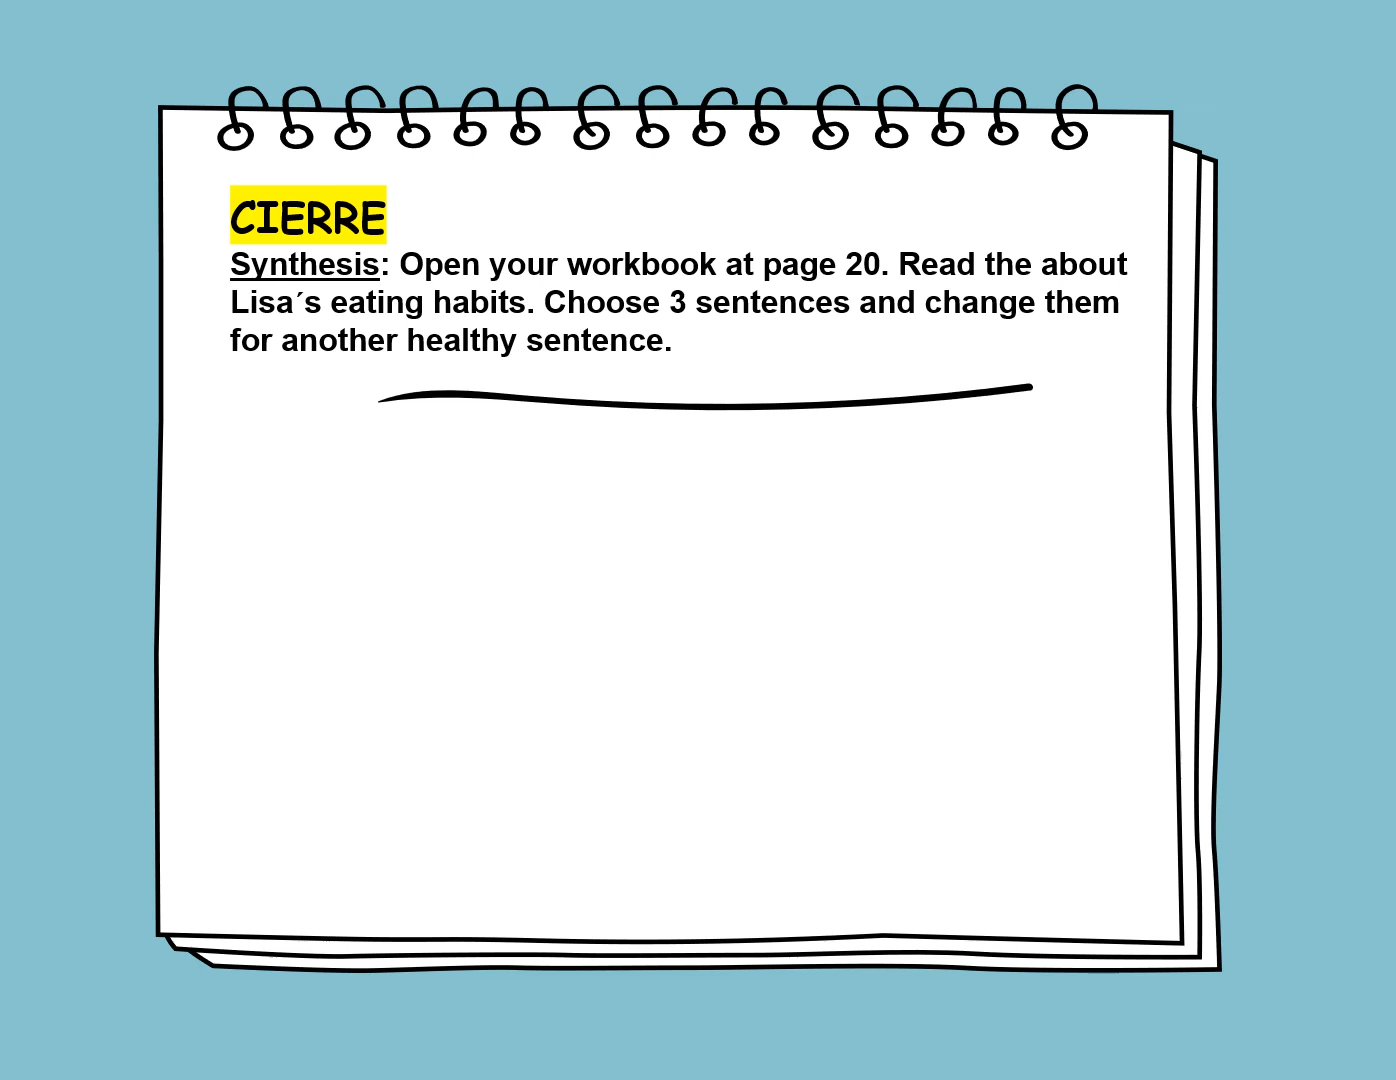 CIERRE
Synthesis: Open your workbook at page 20. Read the about
Lisa´s eating habits. Choose 3 sentences and change them
for another healthy sentence.